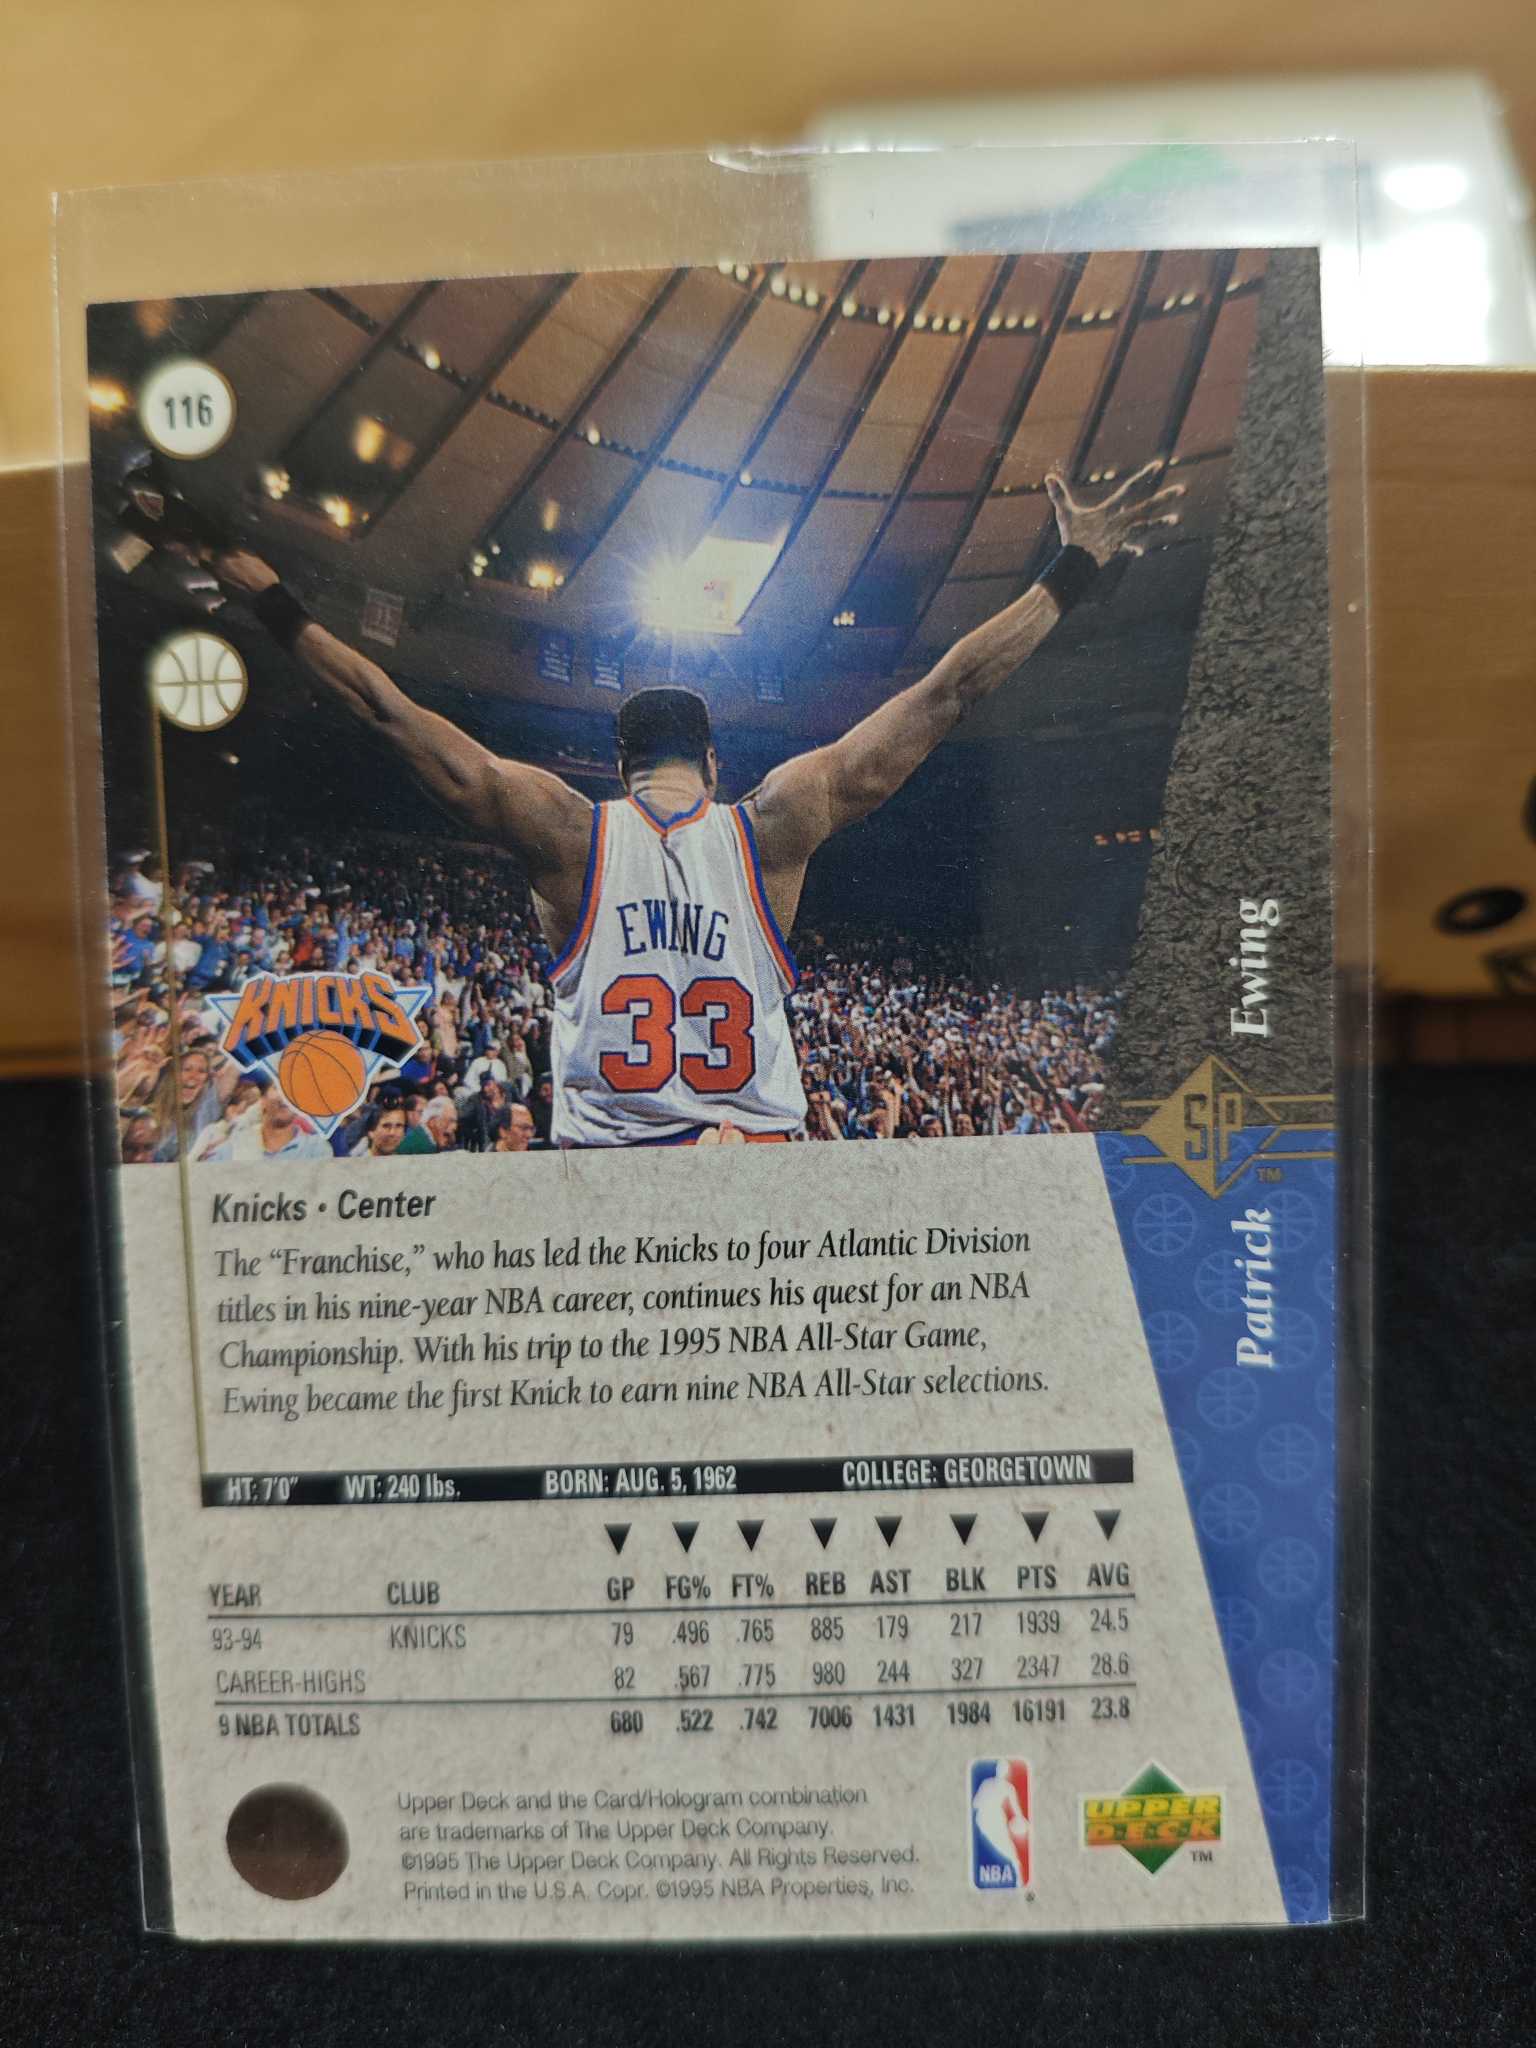 116
EWING
33
KNICKS
Ewing
SP
TM
Patrick
Knicks • Center
The “Franchise,” who has led the Knicks to four Atlantic Division
titles in his nine-year NBA career, continues his quest for an NBA
Championship. With his trip to the 1995 NBA All-Star Game,
Ewing became the first Knick to earn nine NBA All-Star selections.
HT: 7'0" WT: 240 lbs. BORN: AUG. 5, 1962 COLLEGE: GEORGETOWN
YEAR CLUB GP FG% FT% REB AST BLK PTS AVG
93-94 KNICKS 79 .496 .765 885 179 217 1939 24.5
CAREER-HIGHS 82 .567 .775 980 244 327 2347 28.6
9 NBA TOTALS 680 .522 .742 7006 1431 1984 16191 23.8
Upper Deck and the Card/Hologram combination
are trademarks of The Upper Deck Company.
©1995 The Upper Deck Company. All Rights Reserved.
Printed in the U.S.A. Copr. ©1995 NBA Properties, Inc.
NBA
®
UPPER
DECK
TM